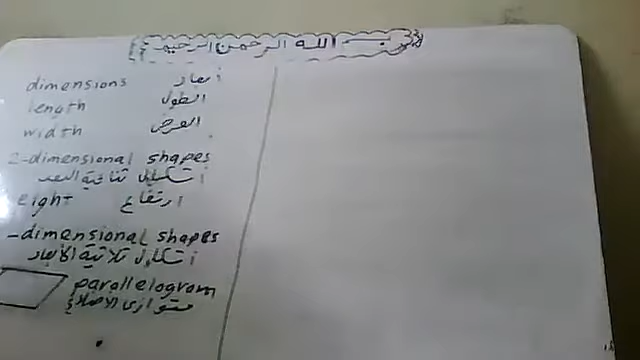 بسم الله الرحمن الرحيم
dimensions أبعاد
length الطول
width العرض
2-dimensional shapes
أشكال ثنائية البعد
eight ارتفاع
-dimensional shapes
أشكال ثلاثية الأبعاد
parallelogram
متوازى الأضلاع